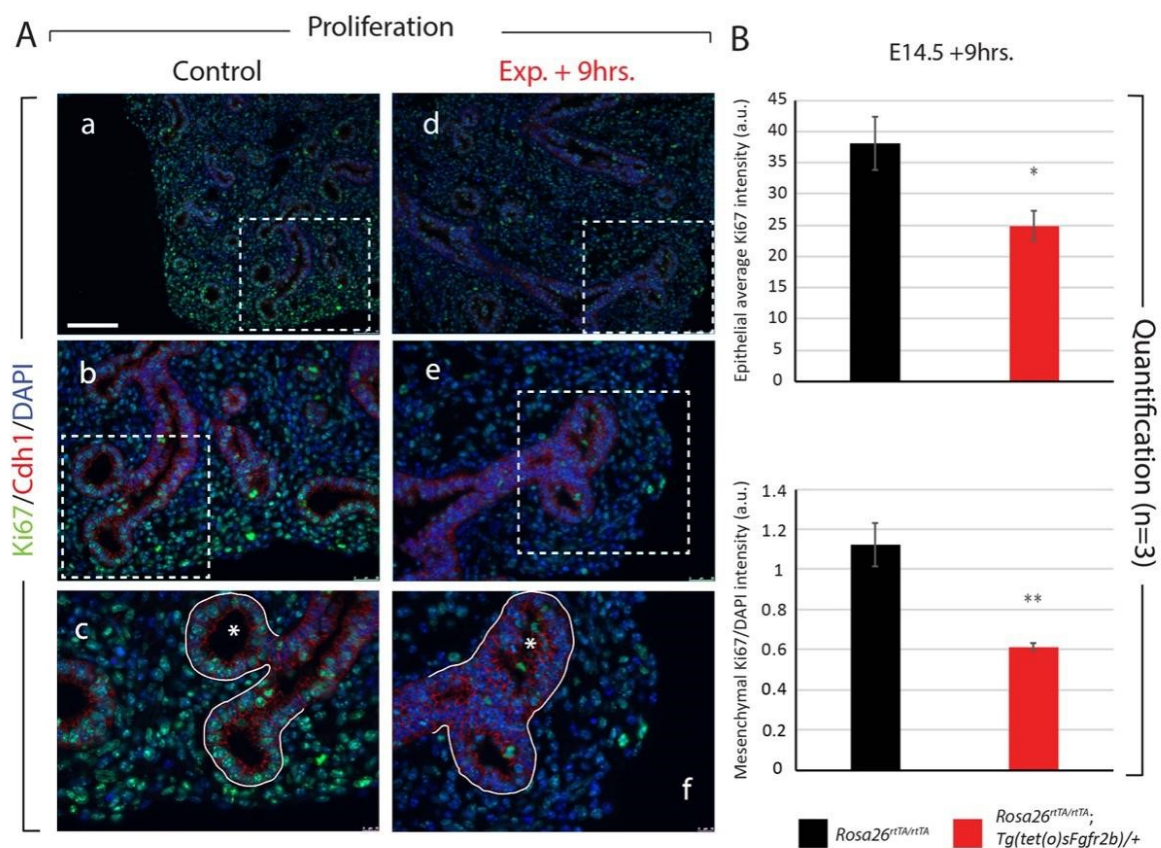 A
Proliferation
Control
Exp. + 9hrs.
Ki67/Cdh1/DAPI
a
d
b
e
c
*
*
f
B
E14.5 +9hrs.
Epithelial average Ki67 intensity (a.u.)
45
40
35
30
25
20
15
10
5
0
*
Mesenchymal Ki67/DAPI intensity (a.u.)
1.4
1.2
1
0.8
0.6
0.4
0.2
0
**
Quantification (n=3)
Rosa26rtTA/rtTA
Rosa26rtTA/rtTA;
Tg(tet(o)sFgfr2b)/+